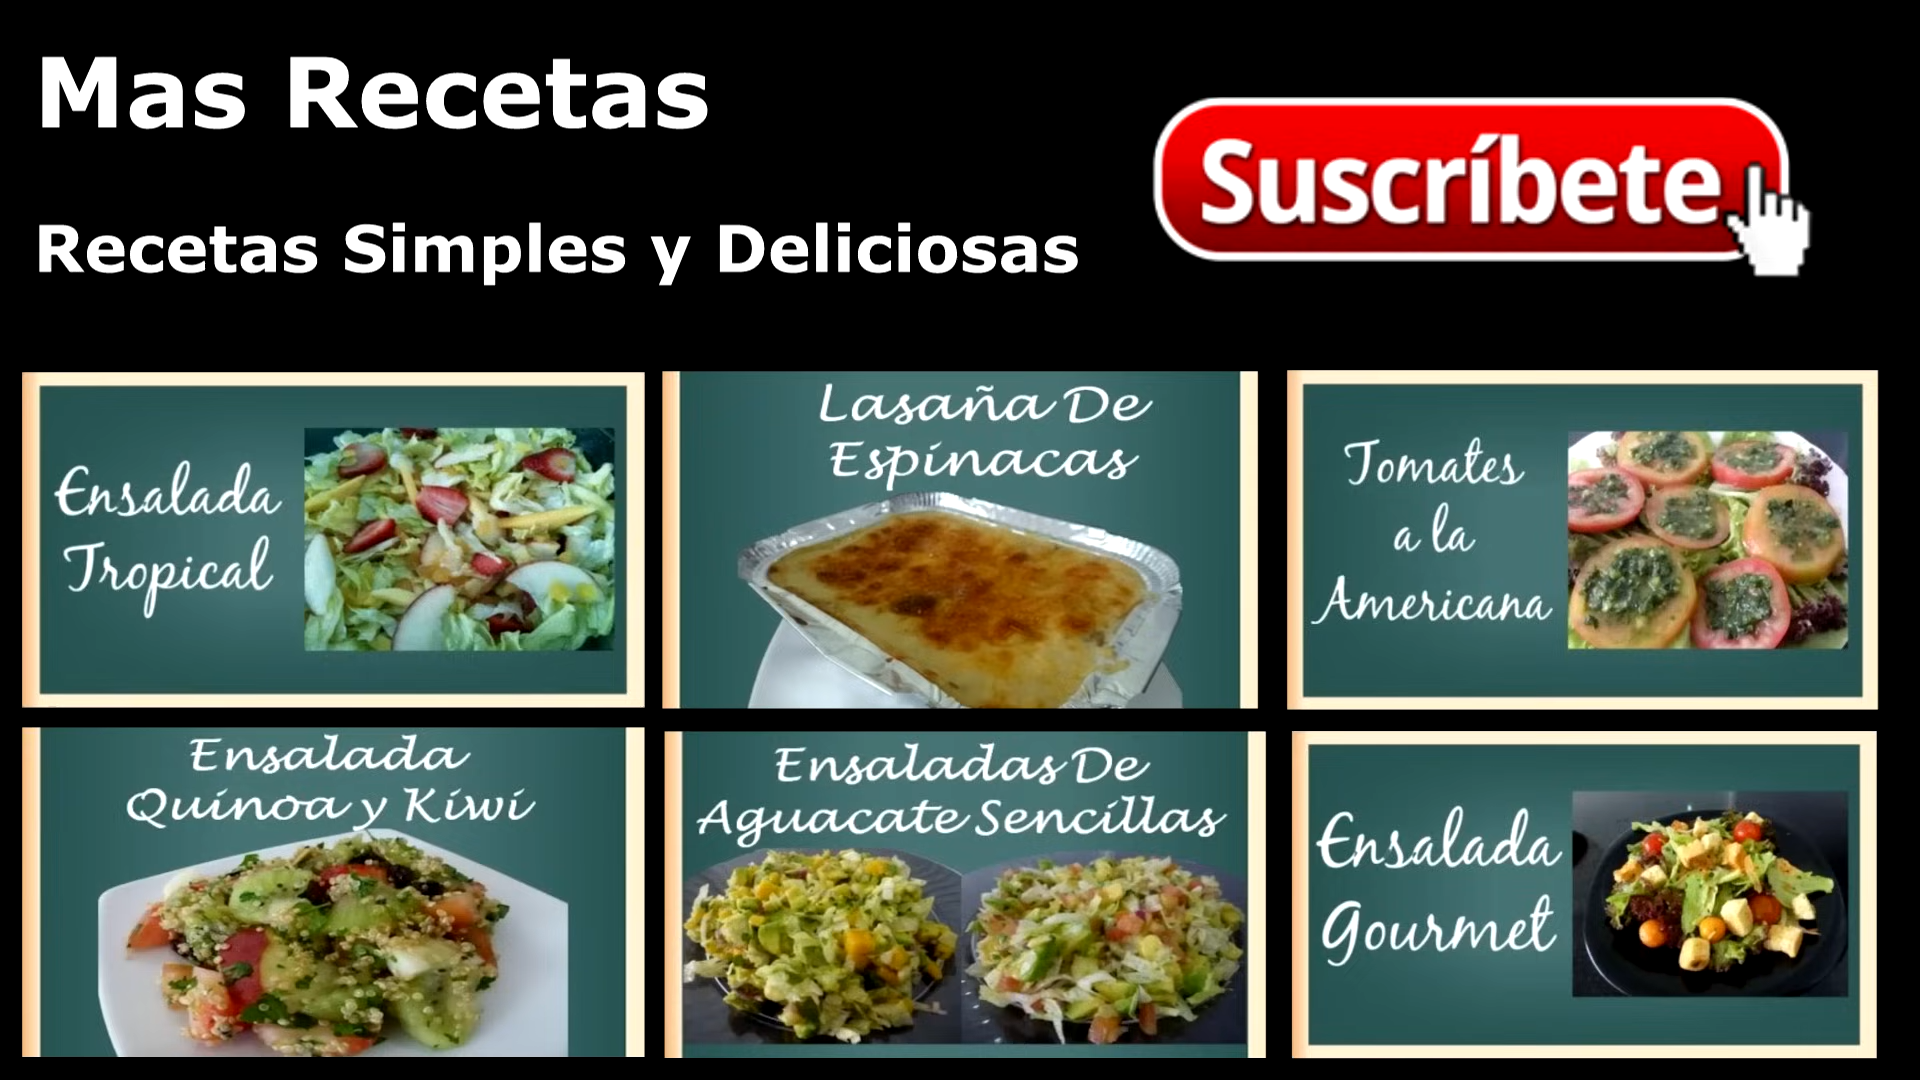 Mas Recetas
Suscríbete
Recetas Simples y Deliciosas
Ensalada
Tropical
Lasaña De
Espinacas
Tomates
a la
Americana
Ensalada
Quinoa y Kiwi
Ensaladas De
Aguacate Sencillas
Ensalada
Gourmet